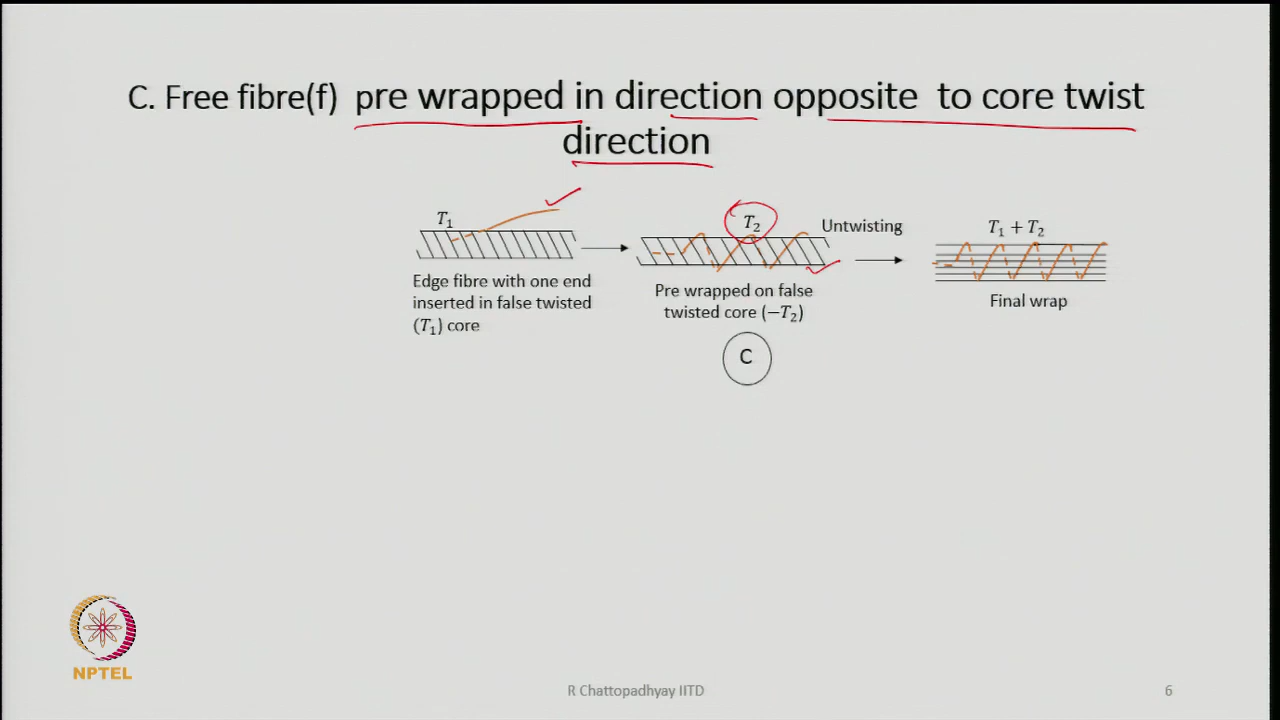 C. Free fibre(f) pre wrapped in direction opposite to core twist
direction
T₁
T₂
Untwisting
T₁ + T₂
Edge fibre with one end
inserted in false twisted
(T₁) core
Pre wrapped on false
twisted core (−T₂)
Final wrap
C
NPTEL
R Chattopadhyay IITD
6